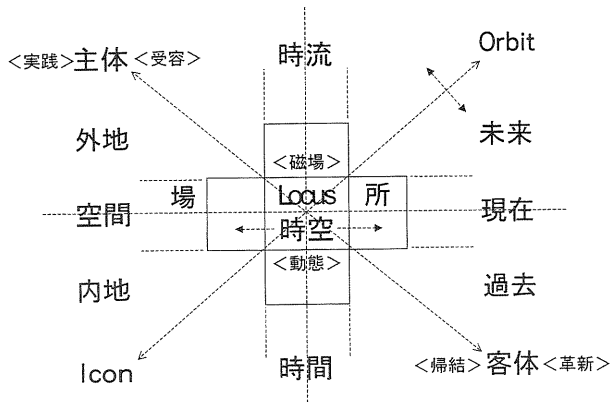 Orbit
<実践>主体<受容>
時流
外地
未来
<磁場>
場
Locus
所
空間
時空
現在
<動態>
内地
過去
Icon
時間
<帰結>客体<革新>